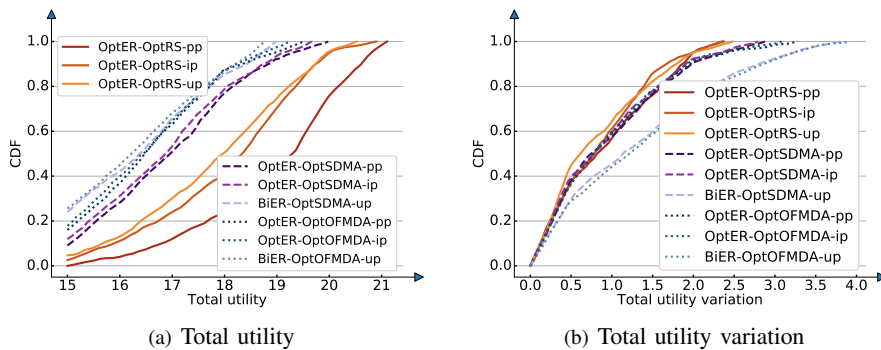 1.0
0.8
0.6
0.4
0.2
0.0
CDF
OptER-OptRS-pp
OptER-OptRS-ip
OptER-OptRS-up
OptER-OptSDMA-pp
OptER-OptSDMA-ip
BiER-OptSDMA-up
OptER-OptOFMDA-pp
OptER-OptOFMDA-ip
BiER-OptOFMDA-up
15 16 17 18 19 20 21
Total utility
(a) Total utility
1.0
0.8
0.6
0.4
0.2
0.0
CDF
OptER-OptRS-pp
OptER-OptRS-ip
OptER-OptRS-up
OptER-OptSDMA-pp
OptER-OptSDMA-ip
BiER-OptSDMA-up
OptER-OptOFMDA-pp
OptER-OptOFMDA-ip
BiER-OptOFMDA-up
0.0 0.5 1.0 1.5 2.0 2.5 3.0 3.5 4.0
Total utility variation
(b) Total utility variation